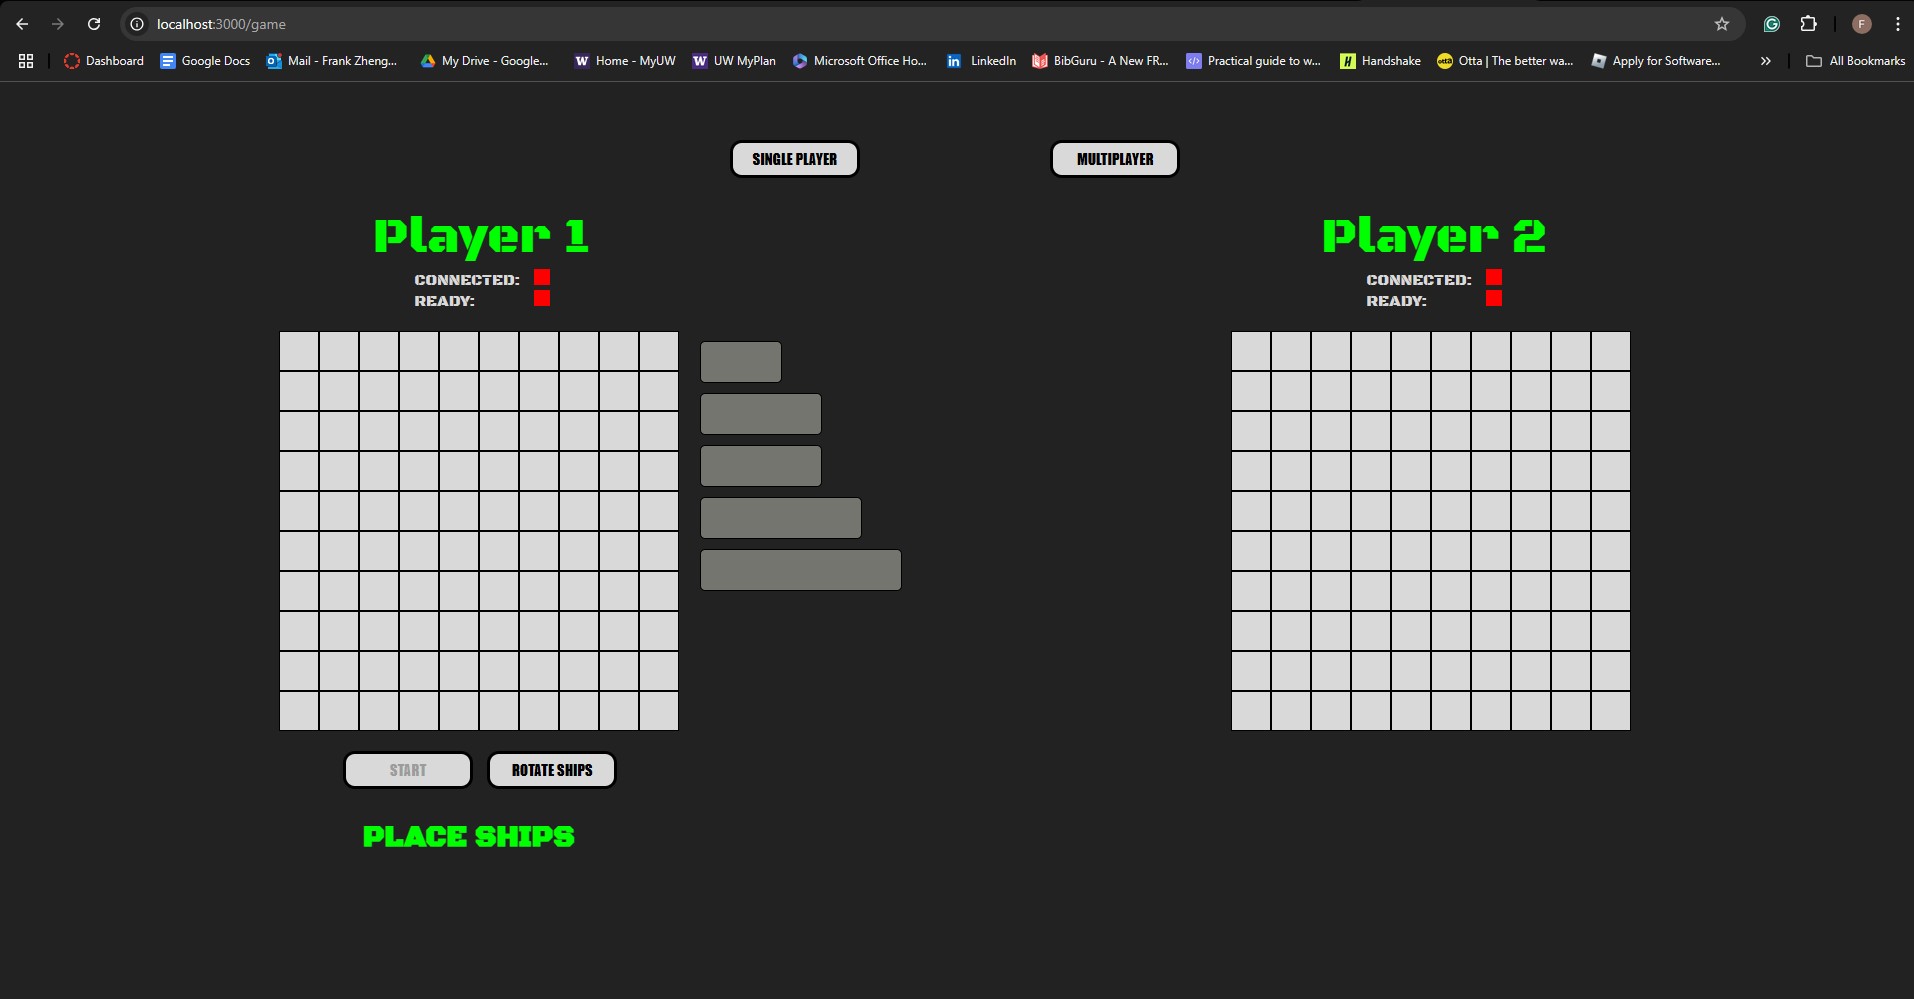 localhost:3000/game
F
Dashboard Google Docs Mail - Frank Zheng... My Drive - Google... Home - MyUW UW MyPlan Microsoft Office Ho... LinkedIn BibGuru - A New FR... Practical guide to w... Handshake Otta | The better wa... Apply for Software... » All Bookmarks
SINGLE PLAYER MULTIPLAYER
Player 1 Player 2
CONNECTED: CONNECTED:
READY: READY:
START ROTATE SHIPS
PLACE SHIPS